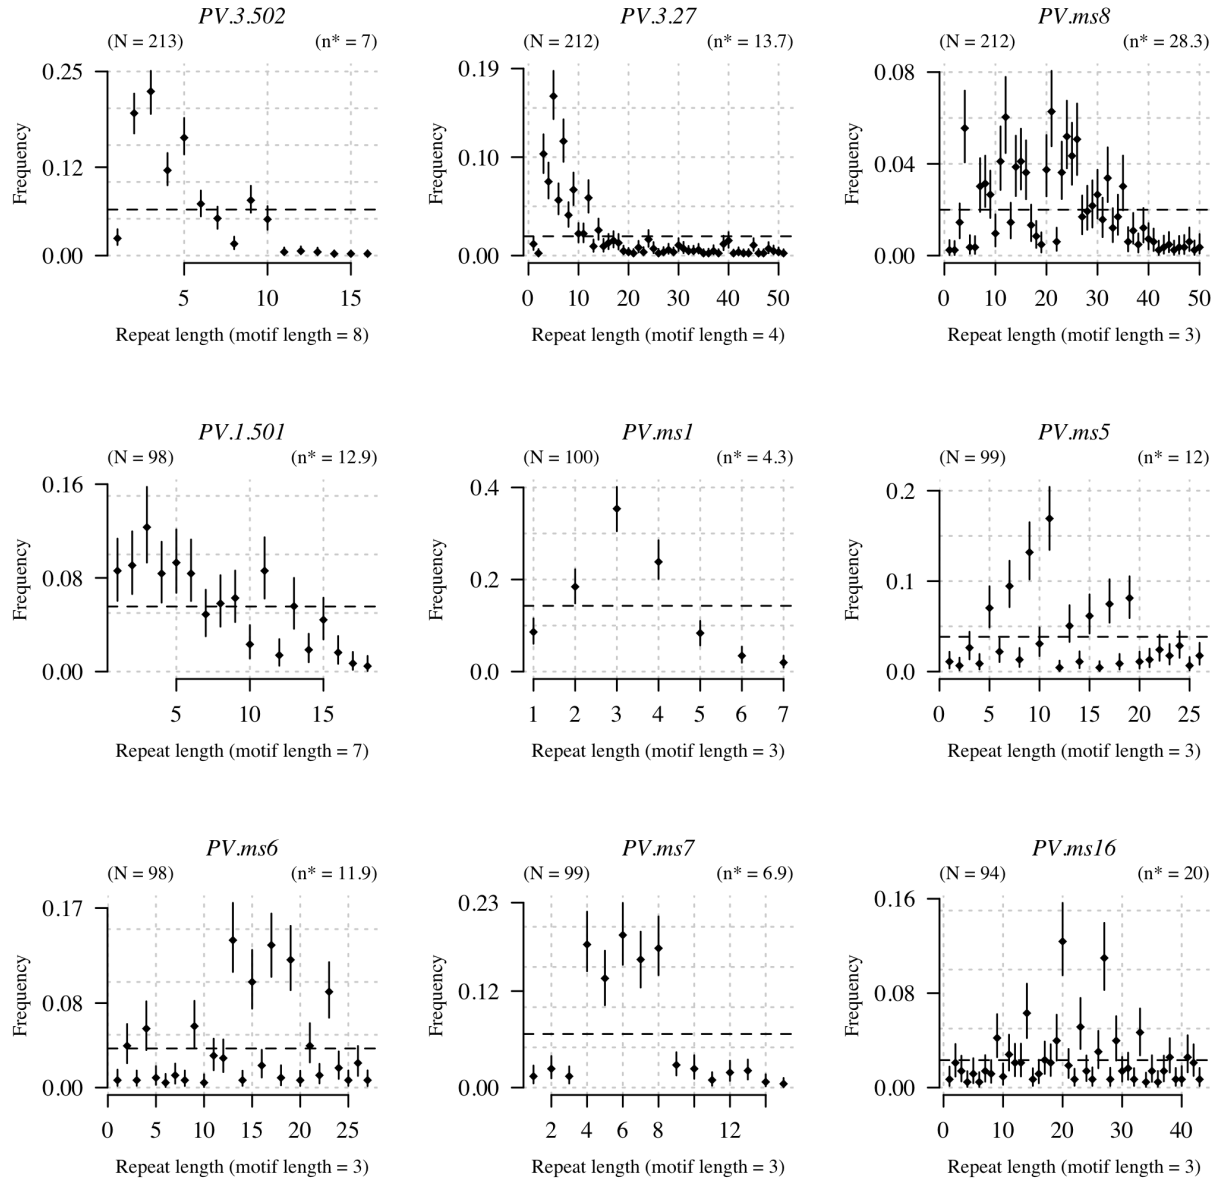 PV.3.502
(N = 213) (n* = 7)
0.25
0.12
0.00
Frequency
5 10 15
Repeat length (motif length = 8)
PV.3.27
(N = 212) (n* = 13.7)
0.19
0.10
0.00
Frequency
0 10 20 30 40 50
Repeat length (motif length = 4)
PV.ms8
(N = 212) (n* = 28.3)
0.08
0.04
0.00
Frequency
0 10 20 30 40 50
Repeat length (motif length = 3)
PV.1.501
(N = 98) (n* = 12.9)
0.16
0.08
0.00
Frequency
5 10 15
Repeat length (motif length = 7)
PV.ms1
(N = 100) (n* = 4.3)
0.4
0.2
0.0
Frequency
1 2 3 4 5 6 7
Repeat length (motif length = 3)
PV.ms5
(N = 99) (n* = 12)
0.2
0.1
0.0
Frequency
0 5 10 15 20 25
Repeat length (motif length = 3)
PV.ms6
(N = 98) (n* = 11.9)
0.17
0.08
0.00
Frequency
0 5 10 15 20 25
Repeat length (motif length = 3)
PV.ms7
(N = 99) (n* = 6.9)
0.23
0.12
0.00
Frequency
2 4 6 8 12
Repeat length (motif length = 3)
PV.ms16
(N = 94) (n* = 20)
0.16
0.08
0.00
Frequency
0 10 20 30 40
Repeat length (motif length = 3)